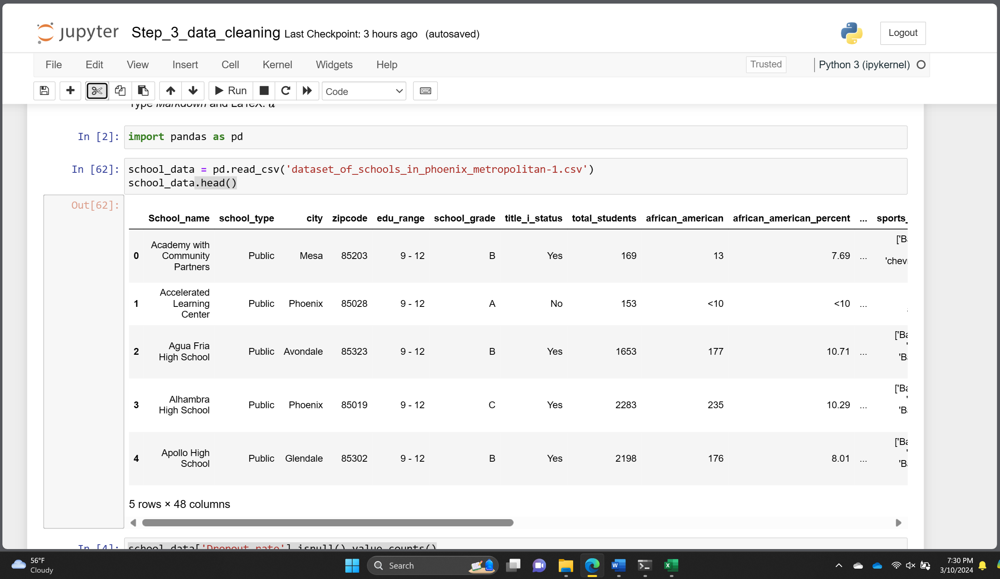 jupyter Step_3_data_cleaning Last Checkpoint: 3 hours ago (autosaved) Logout
File Edit View Insert Cell Kernel Widgets Help Trusted Python 3 (ipykernel)
Run Code
Type Markdown and LaTeX: α
In [2]: import pandas as pd
In [62]: school_data = pd.read_csv('dataset_of_schools_in_phoenix_metropolitan-1.csv')
school_data.head()
Out[62]:
School_name school_type city zipcode edu_range school_grade title_i_status total_students african_american african_american_percent ... sports_
0 Academy with Community Partners Public Mesa 85203 9 - 12 B Yes 169 13 7.69 ... ['Ba 'chevr
1 Accelerated Learning Center Public Phoenix 85028 9 - 12 A No 153 <10 <10 ...
2 Agua Fria High School Public Avondale 85323 9 - 12 B Yes 1653 177 10.71 ... ['Ba ' 'Ba
3 Alhambra High School Public Phoenix 85019 9 - 12 C Yes 2283 235 10.29 ... ['Ba ' 'Ba
4 Apollo High School Public Glendale 85302 9 - 12 B Yes 2198 176 8.01 ... ['Ba ' 'Ba
5 rows × 48 columns
In [4]: school_data['Dropout_rate'].isnull().value_counts()
56°F
Cloudy
Search
7:30 PM
3/10/2024